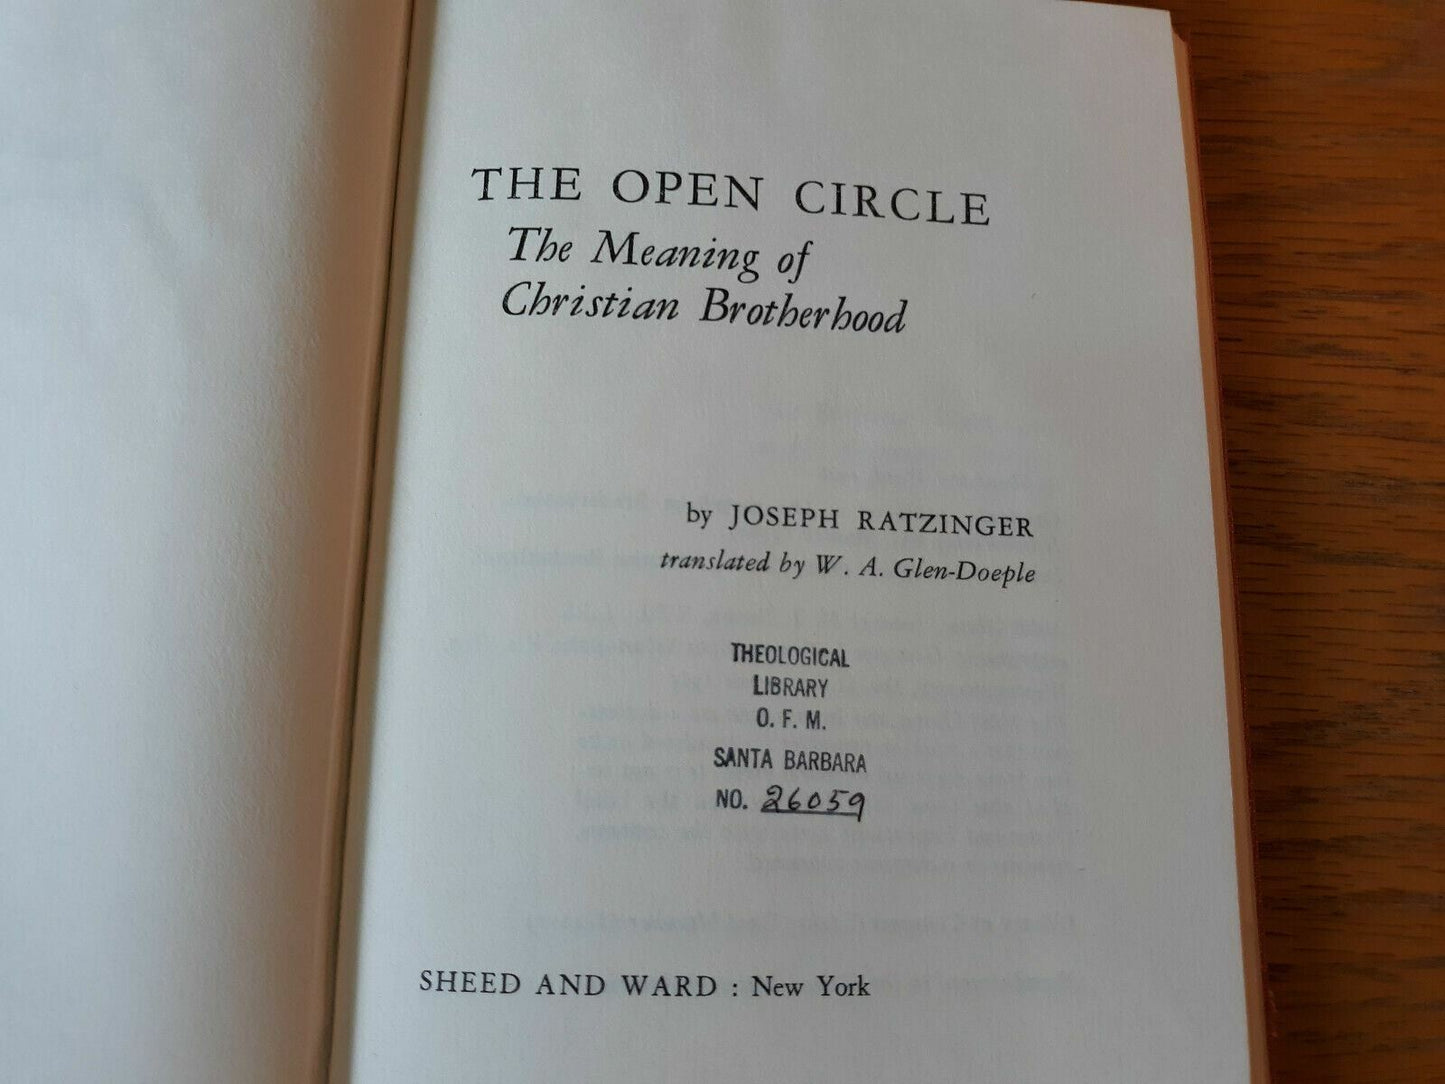 THE OPEN CIRCLE
The Meaning of
Christian Brotherhood
by JOSEPH RATZINGER
translated by W. A. Glen-Doeple
THEOLOGICAL
LIBRARY
O. F. M.
SANTA BARBARA
NO. 26059
SHEED AND WARD : New York